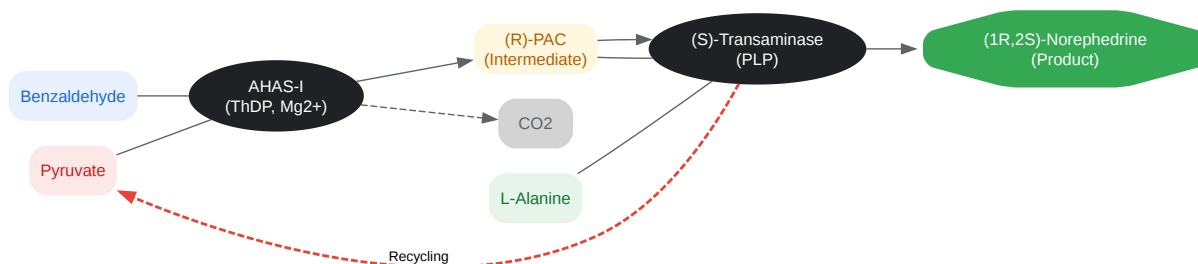 Benzaldehyde
Pyruvate
AHAS-I
(ThDP, Mg2+)
(R)-PAC
(Intermediate)
CO2
L-Alanine
Recycling
(S)-Transaminase
(PLP)
(1R,2S)-Norephedrine
(Product)